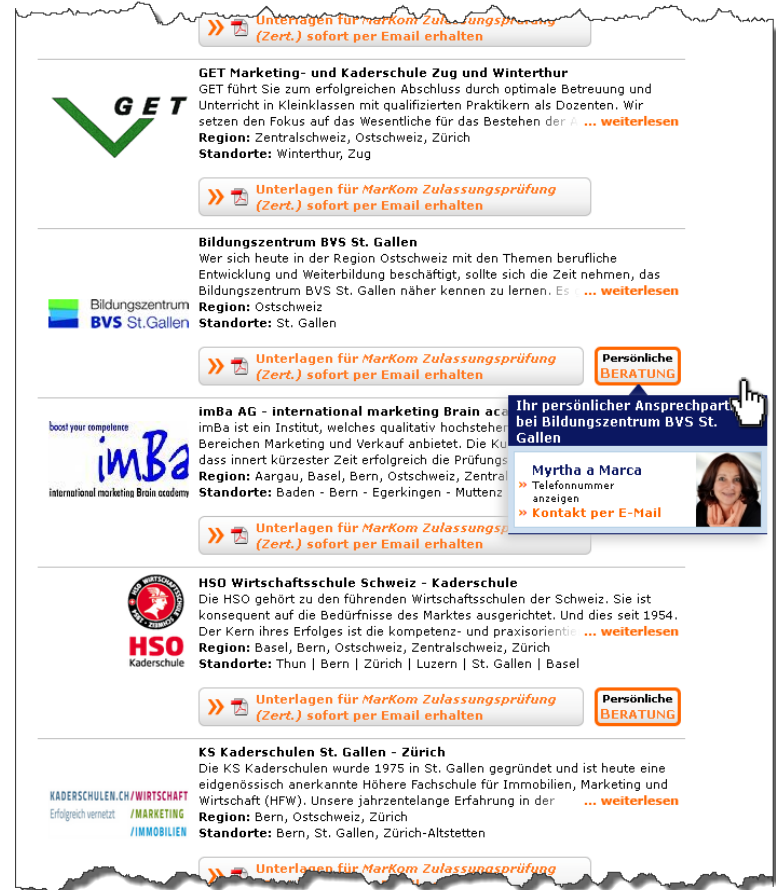 Unterlagen für MarKom Zulassungsprüfung
(Zert.) sofort per Email erhalten
GET Marketing- und Kaderschule Zug und Winterthur
GET
GET führt Sie zum erfolgreichen Abschluss durch optimale Betreuung und
Unterricht in Kleinklassen mit qualifizierten Praktikern als Dozenten. Wir
setzen den Fokus auf das Wesentliche für das Bestehen der A ... weiterlesen
Region: Zentralschweiz, Ostschweiz, Zürich
Standorte: Winterthur, Zug
Unterlagen für MarKom Zulassungsprüfung
(Zert.) sofort per Email erhalten
Bildungszentrum BVS St. Gallen
Wer sich heute in der Region Ostschweiz mit den Themen berufliche
Entwicklung und Weiterbildung beschäftigt, sollte sich die Zeit nehmen, das
Bildungszentrum BVS St. Gallen näher kennen zu lernen. Es ... weiterlesen
Bildungszentrum
BVS St.Gallen
Region: Ostschweiz
Standorte: St. Gallen
Unterlagen für MarKom Zulassungsprüfung
(Zert.) sofort per Email erhalten
Persönliche
BERATUNG
Ihr persönlicher Ansprechpart
bei Bildungszentrum BVS St.
Gallen
Myrtha a Marca
» Telefonnummer
anzeigen
» Kontakt per E-Mail
boost your competence
imBa
international marketing Brain academy
imBa AG - international marketing Brain aca
imBa ist ein Institut, welches qualitativ hochstehe
Bereichen Marketing und Verkauf anbietet. Die Ku
dass innert kürzester Zeit erfolgreich die Prüfungs
Region: Aargau, Basel, Bern, Ostschweiz, Zentral
Standorte: Baden - Bern - Egerkingen - Muttenz
Unterlagen für MarKom Zulassungsp
(Zert.) sofort per Email erhalten
HSO
Kaderschule
HSO Wirtschaftsschule Schweiz - Kaderschule
Die HSO gehört zu den führenden Wirtschaftsschulen der Schweiz. Sie ist
konsequent auf die Bedürfnisse des Marktes ausgerichtet. Und dies seit 1954.
Der Kern ihres Erfolges ist die kompetenz- und praxisorientie ... weiterlesen
Region: Basel, Bern, Ostschweiz, Zentralschweiz, Zürich
Standorte: Thun | Bern | Zürich | Luzern | St. Gallen | Basel
Unterlagen für MarKom Zulassungsprüfung
(Zert.) sofort per Email erhalten
Persönliche
BERATUNG
KS Kaderschulen St. Gallen - Zürich
Die KS Kaderschulen wurde 1975 in St. Gallen gegründet und ist heute eine
eidgenössisch anerkannte Höhere Fachschule für Immobilien, Marketing und
Wirtschaft (HFW). Unsere jahrzentelange Erfahrung in der ... weiterlesen
KADERSCHULEN.CH/WIRTSCHAFT
Erfolgreich vernetzt /MARKETING
/IMMOBILIEN
Region: Bern, Ostschweiz, Zürich
Standorte: Bern, St. Gallen, Zürich-Altstetten
Unterlagen für MarKom Zulassungsprüfung